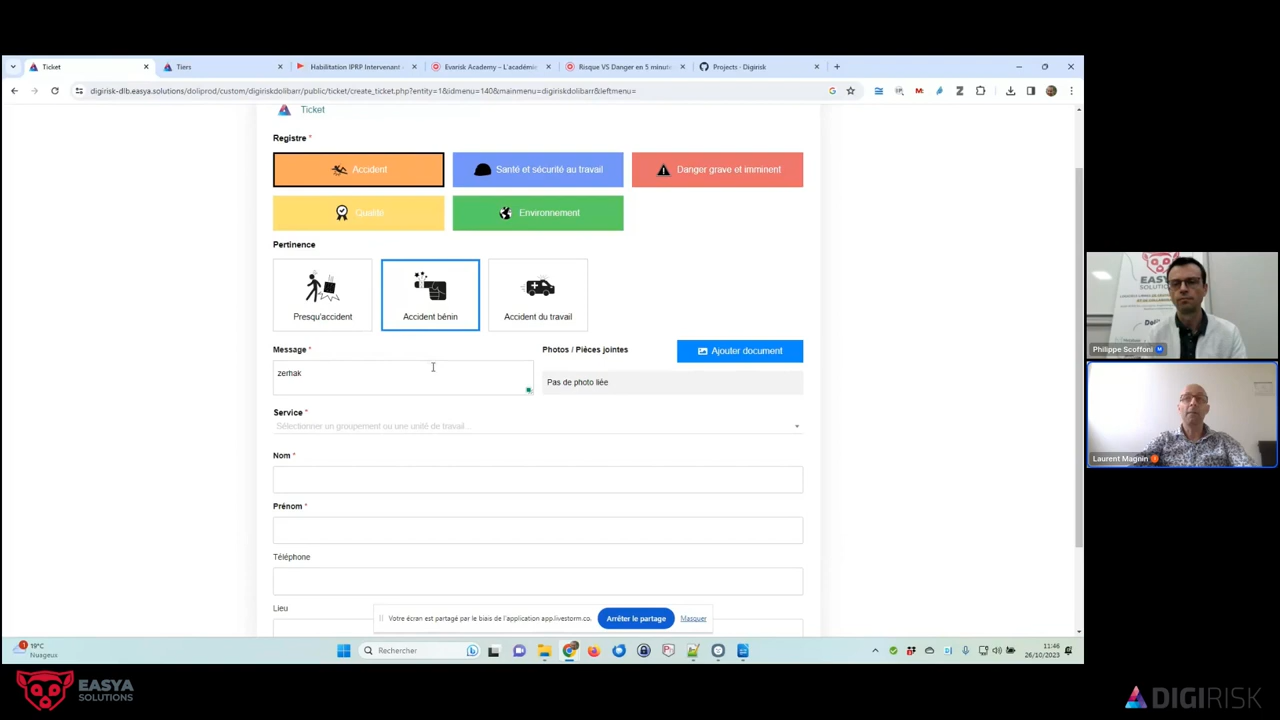 Ticket
Tiers
Habilitation IPRP Intervenant
Evarisk Academy – L'académie
Risque VS Danger en 5 minute
Projects · Digirisk
digirisk-dlb.easya.solutions/doliprod/custom/digiriskdolibarr/public/ticket/create_ticket.php?entity=1&idmenu=140&mainmenu=digiriskdolibarr&leftmenu=
Ticket
Registre *
Accident
Santé et sécurité au travail
Danger grave et imminent
Qualité
Environnement
Pertinence
Presqu'accident
Accident bénin
Accident du travail
Message *
Photos / Pièces jointes
Ajouter document
zerhak
Pas de photo liée
Service *
Sélectionner un groupement ou une unité de travail...
Nom *
Prénom *
Téléphone
Lieu
Votre écran est partagé par le biais de l'application app.livestorm.co.
Arrêter le partage
Masquer
19°C
Nuageux
Rechercher
11:46
26/10/2023
EASYA
SOLUTIONS
Philippe Scoffoni
M
Laurent Magnin
EASYA
SOLUTIONS
DIGIRISK